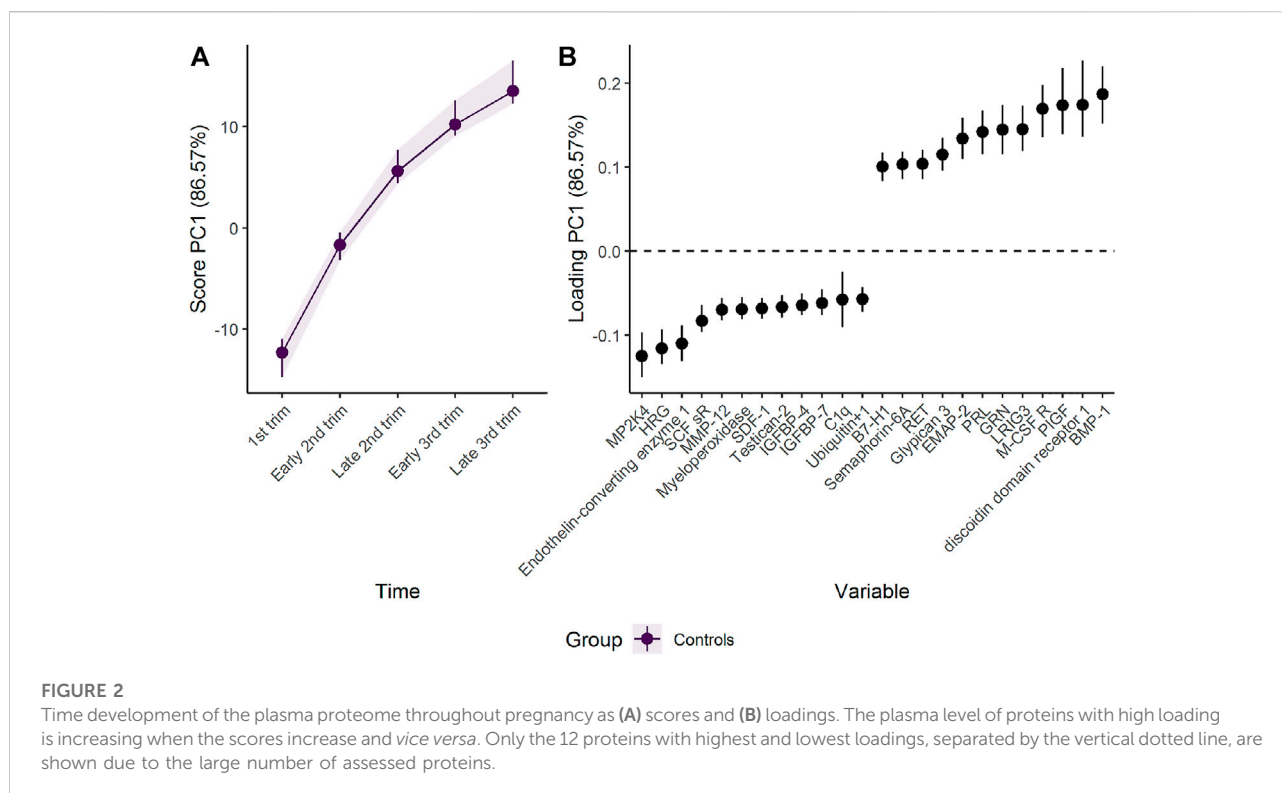 A
B
Score PC1 (86.57%)
10
0
-10
1st trim
Early 2nd trim
Late 2nd trim
Early 3rd trim
Late 3rd trim
Time
Loading PC1 (86.57%)
0.2
0.1
0.0
-0.1
MP2K4
HRG
Endothelin-converting enzyme 1
SCF sR
MMP-12
Myeloperoxidase
SDF-1
Testican-2
IGFBP-4
IGFBP-7
C1q
Ubiquitin+1
B7-H1
Semaphorin-6A
RET
Glypican 3
EMAP-2
PRL
GRN
LRIG3
M-CSF R
PIGF
discoidin domain receptor 1
BMP-1
Variable
Group Controls
FIGURE 2
Time development of the plasma proteome throughout pregnancy as (A) scores and (B) loadings. The plasma level of proteins with high loading
is increasing when the scores increase and vice versa. Only the 12 proteins with highest and lowest loadings, separated by the vertical dotted line, are
shown due to the large number of assessed proteins.